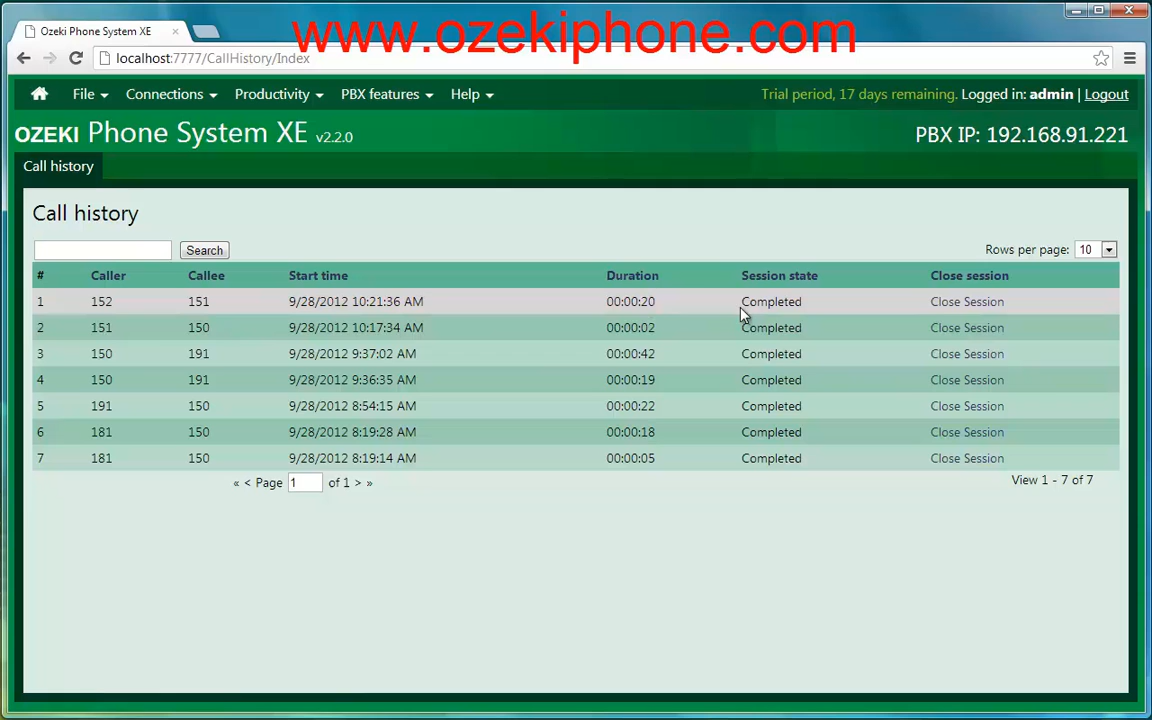 Ozeki Phone System XE
www.ozekiphone.com
localhost:7777/CallHistory/Index
File Connections Productivity PBX features Help Trial period, 17 days remaining. Logged in: admin | Logout
OZEKI Phone System XE v2.2.0 PBX IP: 192.168.91.221
Call history
Call history
Search Rows per page: 10
# Caller Callee Start time Duration Session state Close session
1 152 151 9/28/2012 10:21:36 AM 00:00:20 Completed Close Session
2 151 150 9/28/2012 10:17:34 AM 00:00:02 Completed Close Session
3 150 191 9/28/2012 9:37:02 AM 00:00:42 Completed Close Session
4 150 191 9/28/2012 9:36:35 AM 00:00:19 Completed Close Session
5 191 150 9/28/2012 8:54:15 AM 00:00:22 Completed Close Session
6 181 150 9/28/2012 8:19:28 AM 00:00:18 Completed Close Session
7 181 150 9/28/2012 8:19:14 AM 00:00:05 Completed Close Session
« < Page 1 of 1 > » View 1 - 7 of 7